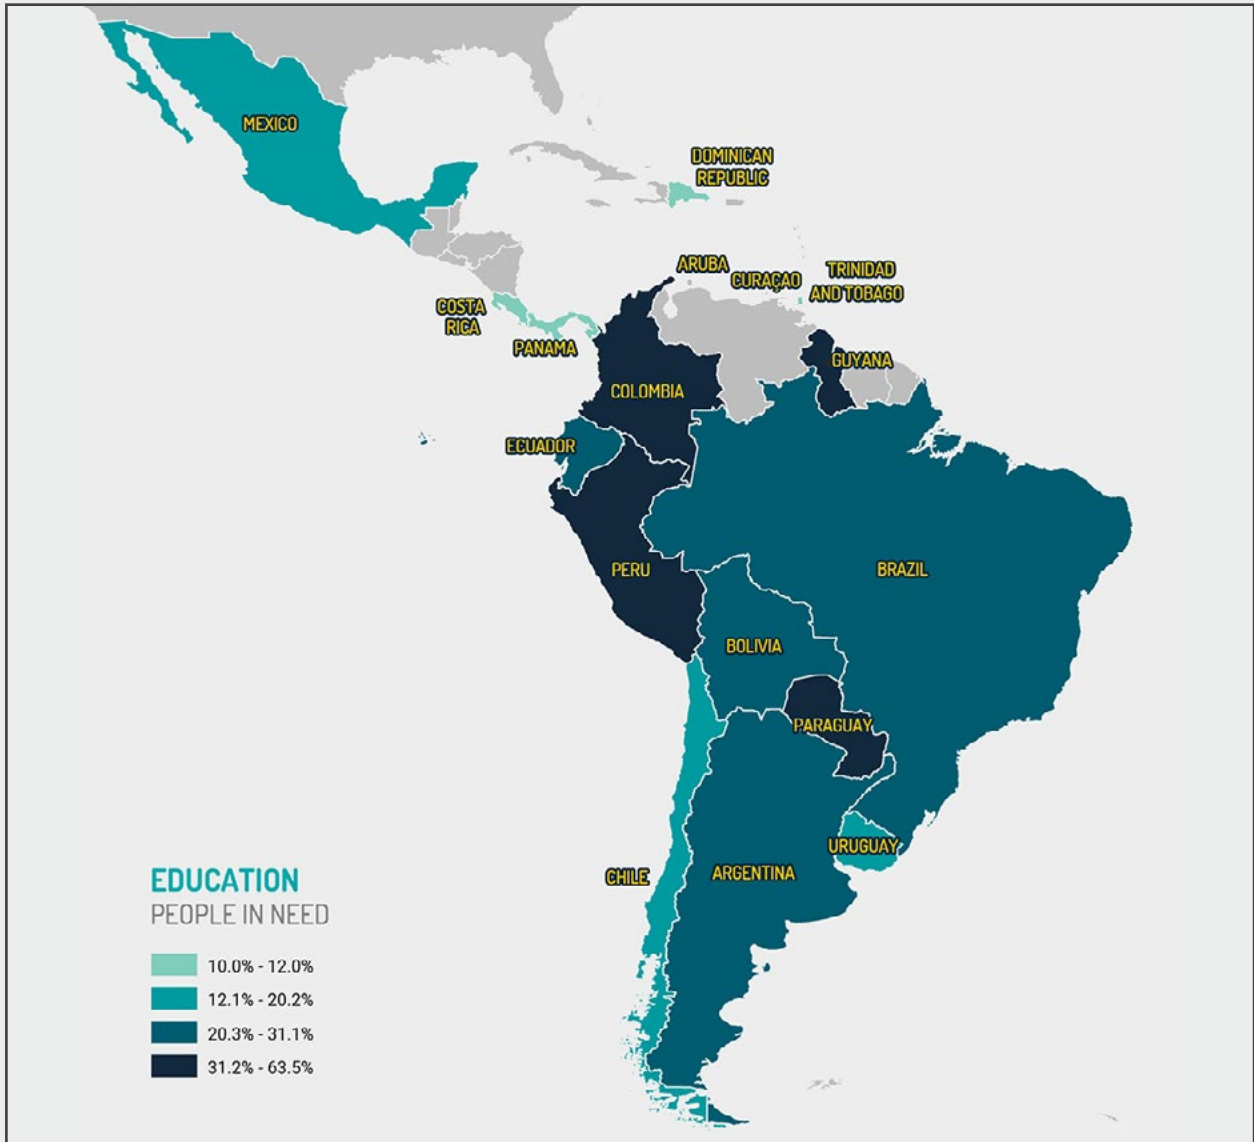 MEXICO
DOMINICAN
REPUBLIC
ARUBA
CURAÇAO
TRINIDAD
AND TOBAGO
COSTA
RICA
PANAMA
GUYANA
COLOMBIA
ECUADOR
PERU
BRAZIL
BOLIVIA
PARAGUAY
URUGUAY
CHILE
ARGENTINA
EDUCATION
PEOPLE IN NEED
10.0% - 12.0%
12.1% - 20.2%
20.3% - 31.1%
31.2% - 63.5%